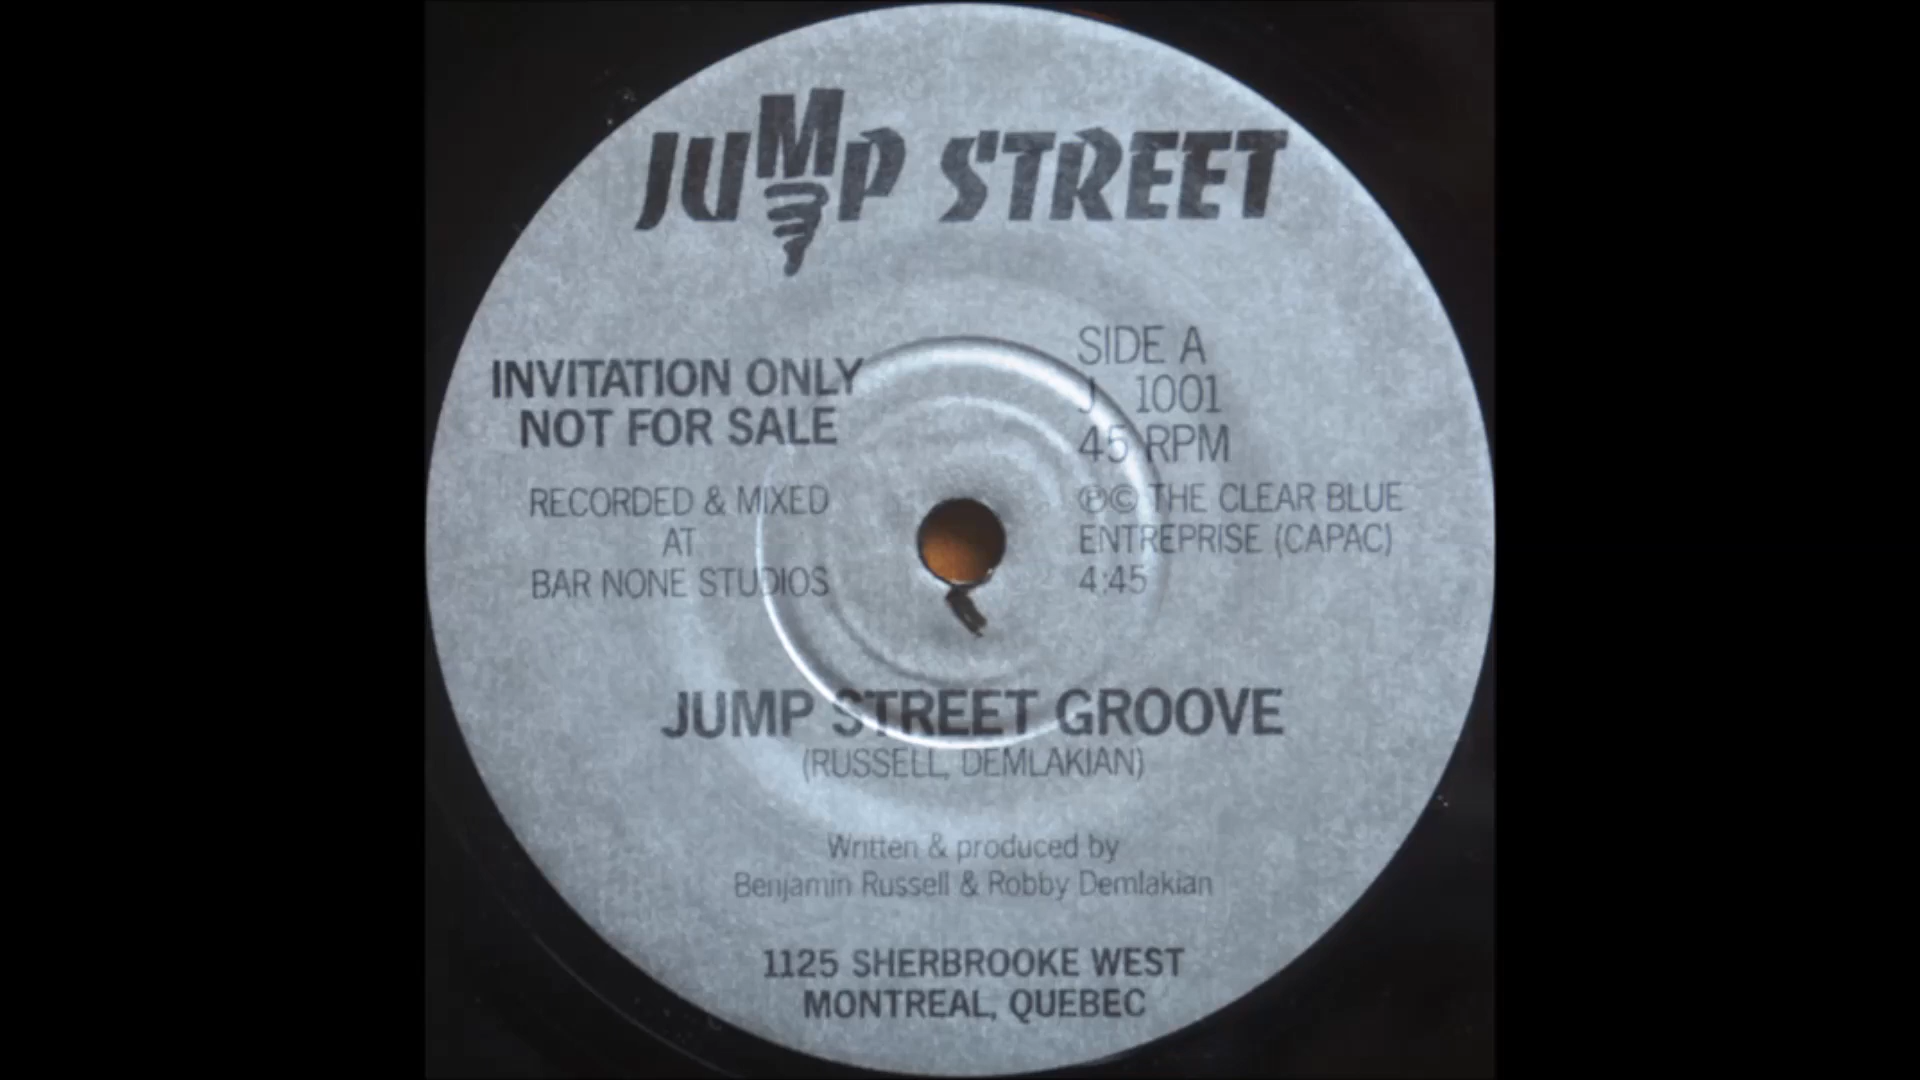 JUMP STREET
INVITATION ONLY
NOT FOR SALE
RECORDED & MIXED
AT
BAR NONE STUDIOS
SIDE A
J 1001
45 RPM
℗© THE CLEAR BLUE
ENTREPRISE (CAPAC)
4:45
JUMP STREET GROOVE
(RUSSELL, DEMLAKIAN)
Written & produced by
Benjamin Russell & Robby Demlakian
1125 SHERBROOKE WEST
MONTREAL, QUEBEC